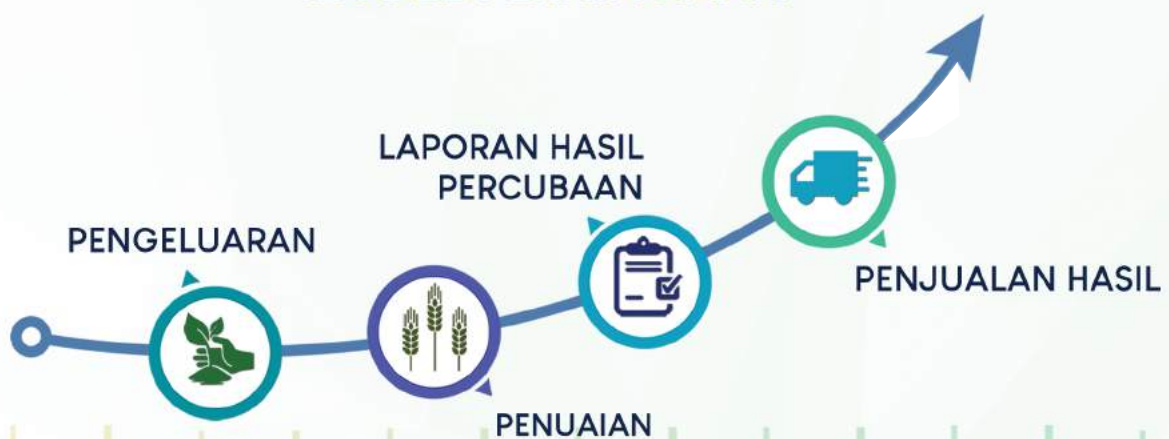 PENGELUARAN
PENUAIAN
LAPORAN HASIL
PERCUBAAN
PENJUALAN HASIL